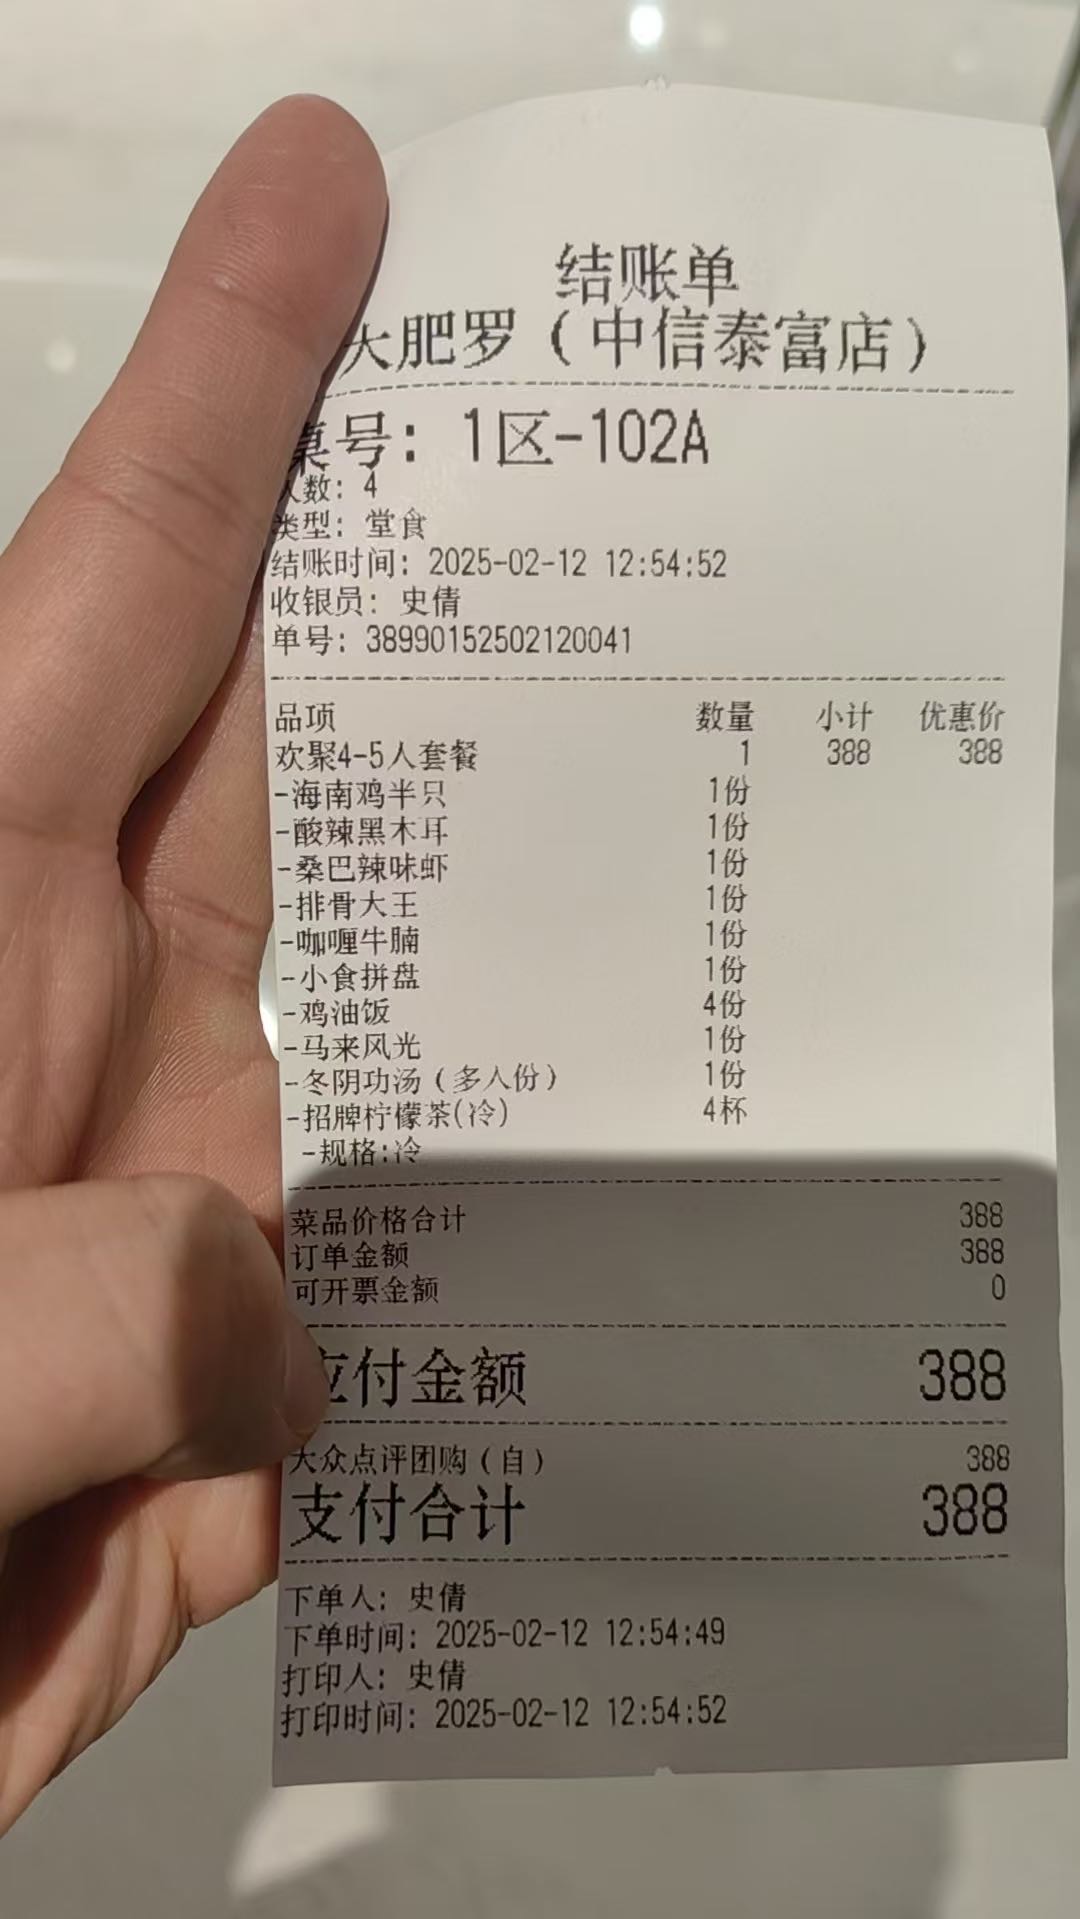 结账单
大肥罗（中信泰富店）
桌号：1区-102A
人数：4
类型：堂食
结账时间：2025-02-12 12:54:52
收银员：史倩
单号：38990152502120041
品项 数量 小计 优惠价
欢聚4-5人套餐 1 388 388
-海南鸡半只 1份
-酸辣黑木耳 1份
-桑巴辣味虾 1份
-排骨大王 1份
-咖喱牛腩 1份
-小食拼盘 1份
-鸡油饭 4份
-马来风光 1份
-冬阴功汤（多人份） 1份
-招牌柠檬茶(冷) 4杯
-规格:冷
菜品价格合计 388
订单金额 388
可开票金额 0
应付金额 388
大众点评团购（自） 388
支付合计 388
下单人：史倩
下单时间：2025-02-12 12:54:49
打印人：史倩
打印时间：2025-02-12 12:54:52